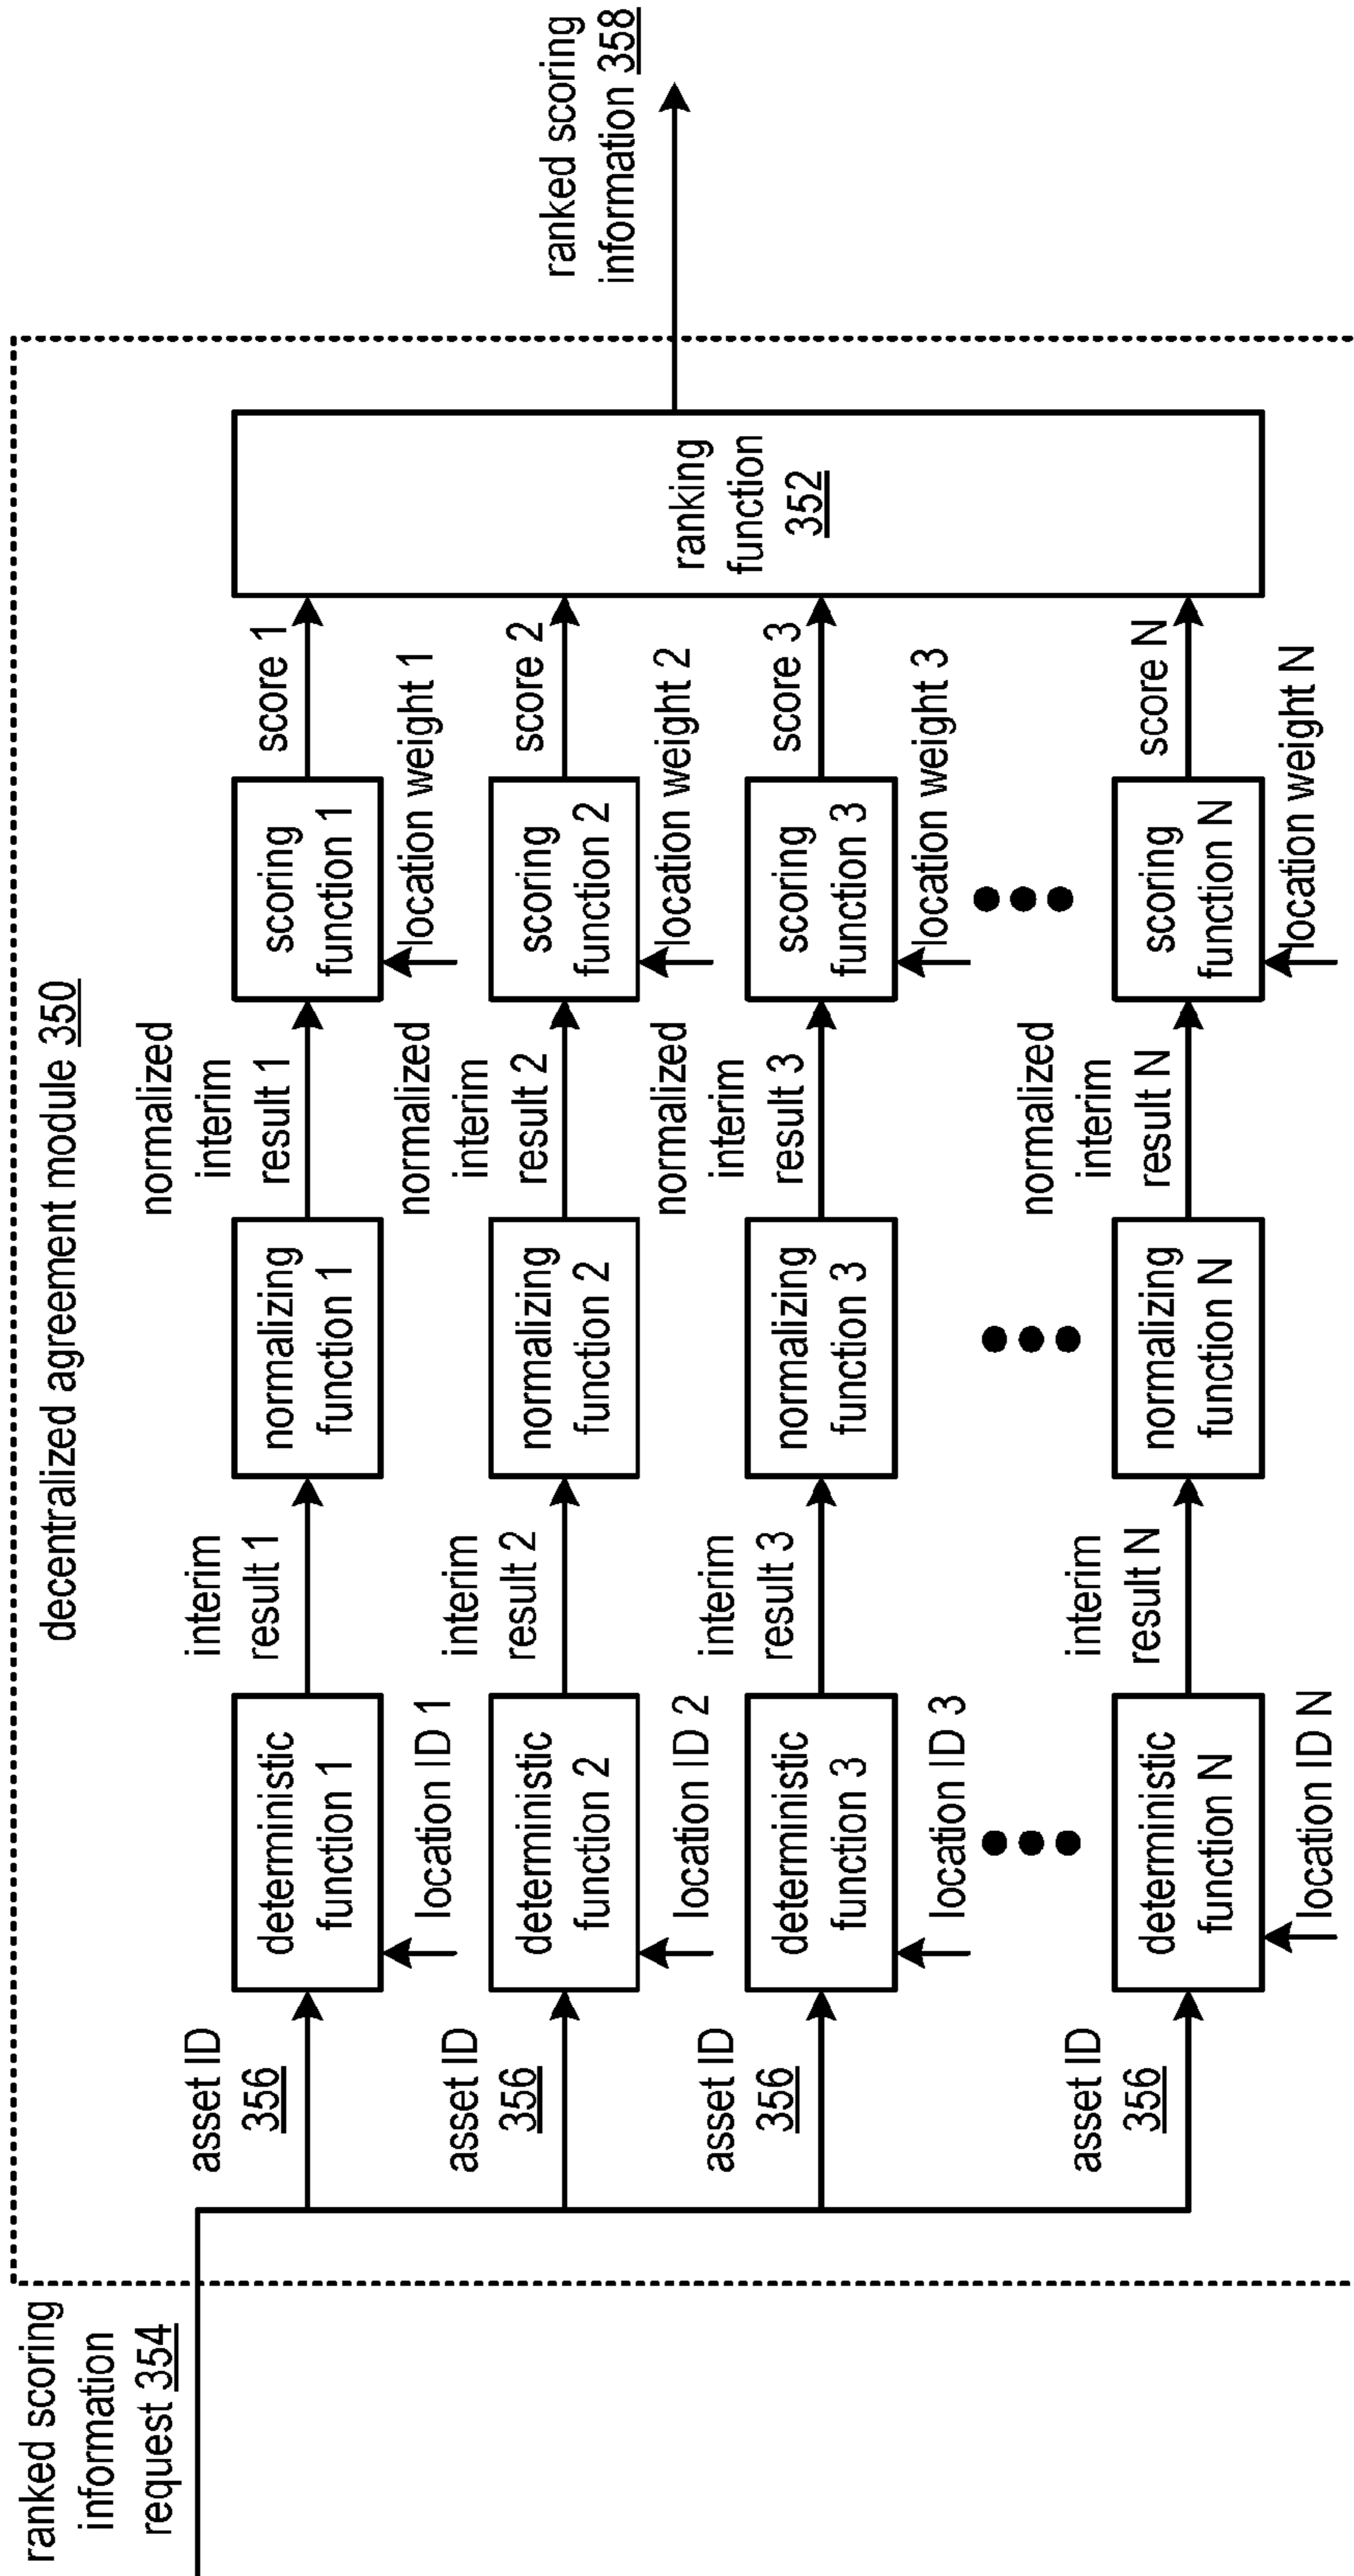 ranked scoring
information
request 354
decentralized agreement module 350
asset ID
356
deterministic
function 1
location ID 1
interim
result 1
normalizing
function 1
normalized
interim
result 1
scoring
function 1
location weight 1
score 1
asset ID
356
deterministic
function 2
location ID 2
interim
result 2
normalizing
function 2
normalized
interim
result 2
scoring
function 2
location weight 2
score 2
asset ID
356
deterministic
function 3
location ID 3
interim
result 3
normalizing
function 3
normalized
interim
result 3
scoring
function 3
location weight 3
score 3
asset ID
356
deterministic
function N
location ID N
interim
result N
normalizing
function N
normalized
interim
result N
scoring
function N
location weight N
score N
ranking
function
352
ranked scoring
information 358